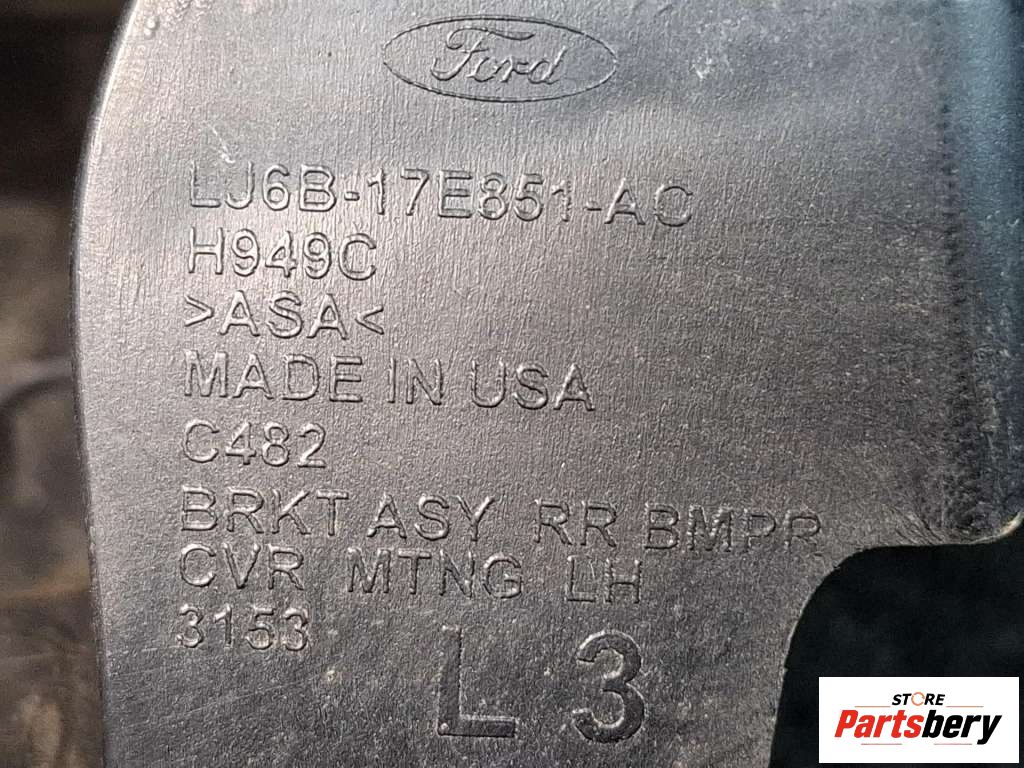 Ford
LJ6B-17E851-AC
H949C
>ASA<
MADE IN USA
C482
BRKT ASY RR BMPR
CVR MTNG LH
3153
L 3
STORE
Partsbery